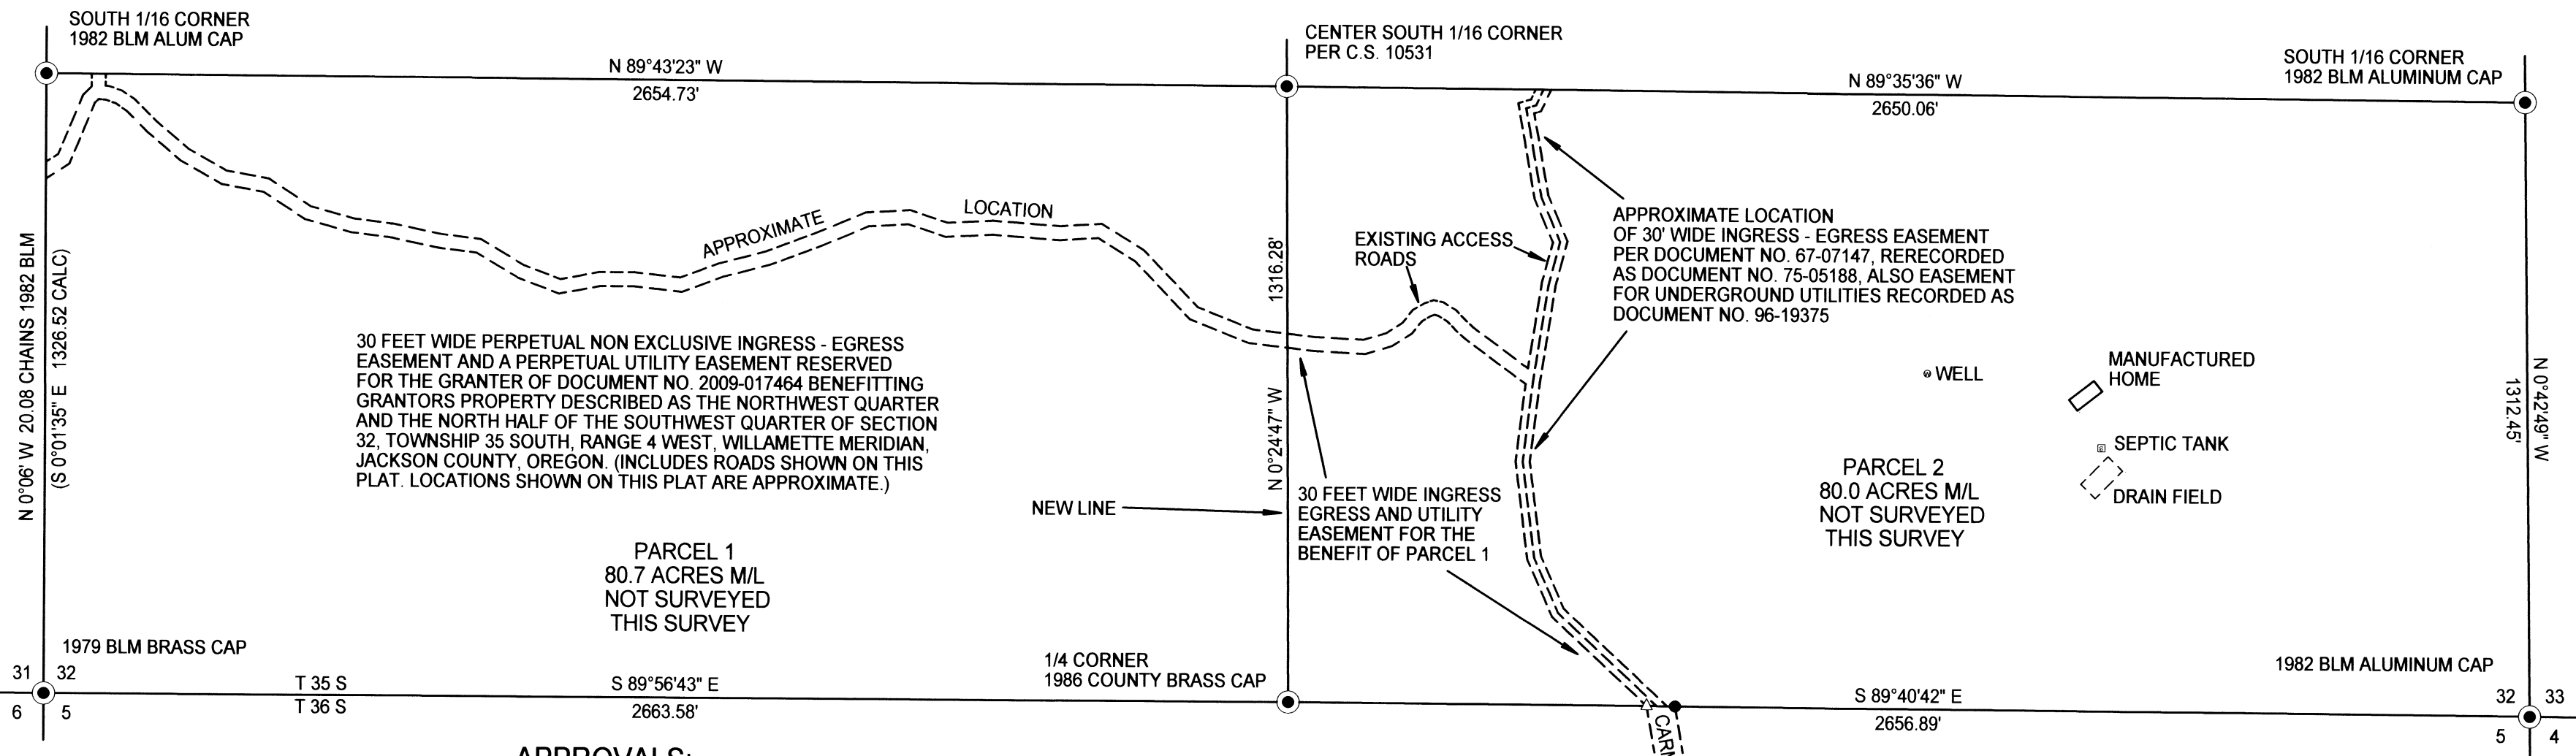 SOUTH 1/16 CORNER
1982 BLM ALUM CAP
N 89°43'23" W
2654.73'
CENTER SOUTH 1/16 CORNER
PER C.S. 10531
N 89°35'36" W
2650.06'
SOUTH 1/16 CORNER
1982 BLM ALUMINUM CAP
N 0°06' W 20.08 CHAINS 1982 BLM
(S 0°01'35" E 1326.52 CALC)
APPROXIMATE
LOCATION
30 FEET WIDE PERPETUAL NON EXCLUSIVE INGRESS - EGRESS
EASEMENT AND A PERPETUAL UTILITY EASEMENT RESERVED
FOR THE GRANTER OF DOCUMENT NO. 2009-017464 BENEFITTING
GRANTORS PROPERTY DESCRIBED AS THE NORTHWEST QUARTER
AND THE NORTH HALF OF THE SOUTHWEST QUARTER OF SECTION
32, TOWNSHIP 35 SOUTH, RANGE 4 WEST, WILLAMETTE MERIDIAN,
JACKSON COUNTY, OREGON. (INCLUDES ROADS SHOWN ON THIS
PLAT. LOCATIONS SHOWN ON THIS PLAT ARE APPROXIMATE.)
1316.28'
N 0°24'47" W
EXISTING ACCESS
ROADS
APPROXIMATE LOCATION
OF 30' WIDE INGRESS - EGRESS EASEMENT
PER DOCUMENT NO. 67-07147, RERECORDED
AS DOCUMENT NO. 75-05188, ALSO EASEMENT
FOR UNDERGROUND UTILITIES RECORDED AS
DOCUMENT NO. 96-19375
W WELL
MANUFACTURED
HOME
S SEPTIC TANK
DRAIN FIELD
N 0°42'49" W
1312.45'
NEW LINE
30 FEET WIDE INGRESS
EGRESS AND UTILITY
EASEMENT FOR THE
BENEFIT OF PARCEL 1
PARCEL 2
80.0 ACRES M/L
NOT SURVEYED
THIS SURVEY
PARCEL 1
80.7 ACRES M/L
NOT SURVEYED
THIS SURVEY
1979 BLM BRASS CAP
31 32
6 5
T 35 S
T 36 S
S 89°56'43" E
2663.58'
1/4 CORNER
1986 COUNTY BRASS CAP
S 89°40'42" E
2656.89'
1982 BLM ALUMINUM CAP
32 33
5 4
APPROVALS: